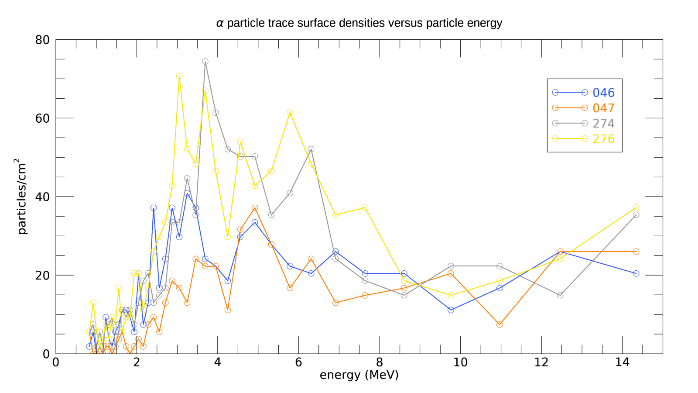 α particle trace surface densities versus particle energy
80
60
40
20
0
particles/cm²
046
047
274
276
0 2 4 6 8 10 12 14
energy (MeV)